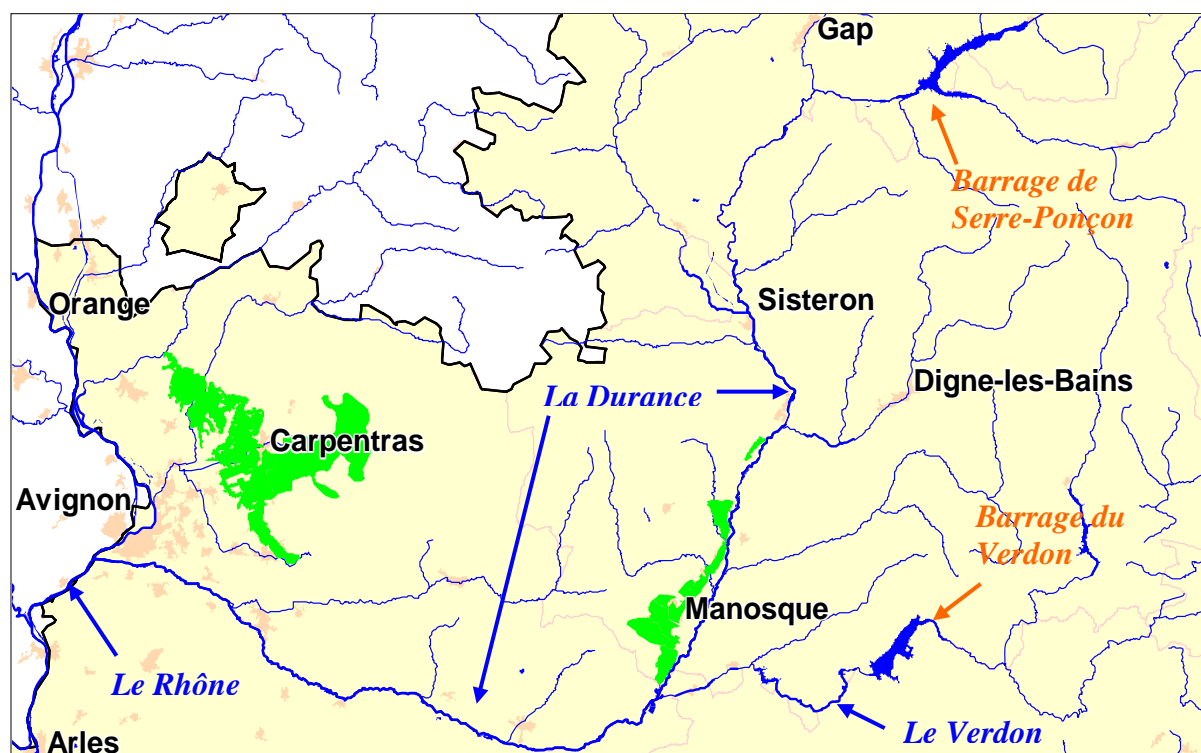 Gap
Barrage de
Serre-Ponçon
Sisteron
Orange
Digne-les-Bains
La Durance
Carpentras
Avignon
Barrage du
Verdon
Manosque
Le Rhône
Le Verdon
Arles